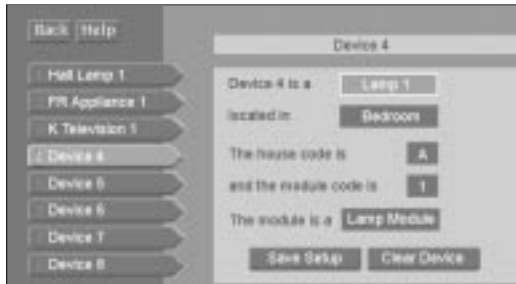 Back Help
Hall Lamp 1
FR Appliance 1
K Television 1
Device 4
Device 5
Device 6
Device 7
Device 8
Device 4
Device 4 is a Lamp 1
located in Bedroom
The house code is A
and the module code is 1
The module is a Lamp Module
Save Setup Clear Device